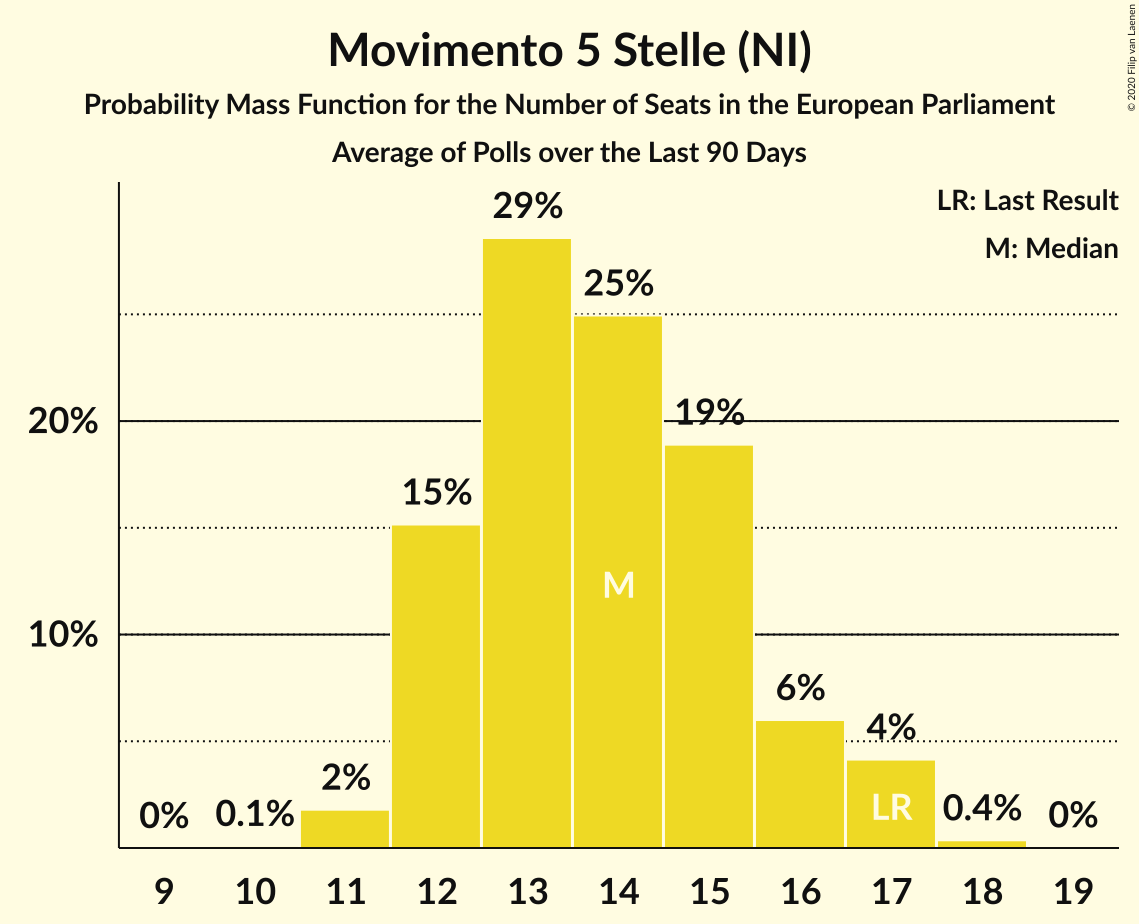 Movimento 5 Stelle (NI)
Probability Mass Function for the Number of Seats in the European Parliament
Average of Polls over the Last 90 Days
© 2020 Filip van Laenen
LR: Last Result
M: Median
29%
25%
20%
19%
15%
M
10%
6%
4%
2%
LR
0% 0.1% 0.4% 0%
9 10 11 12 13 14 15 16 17 18 19